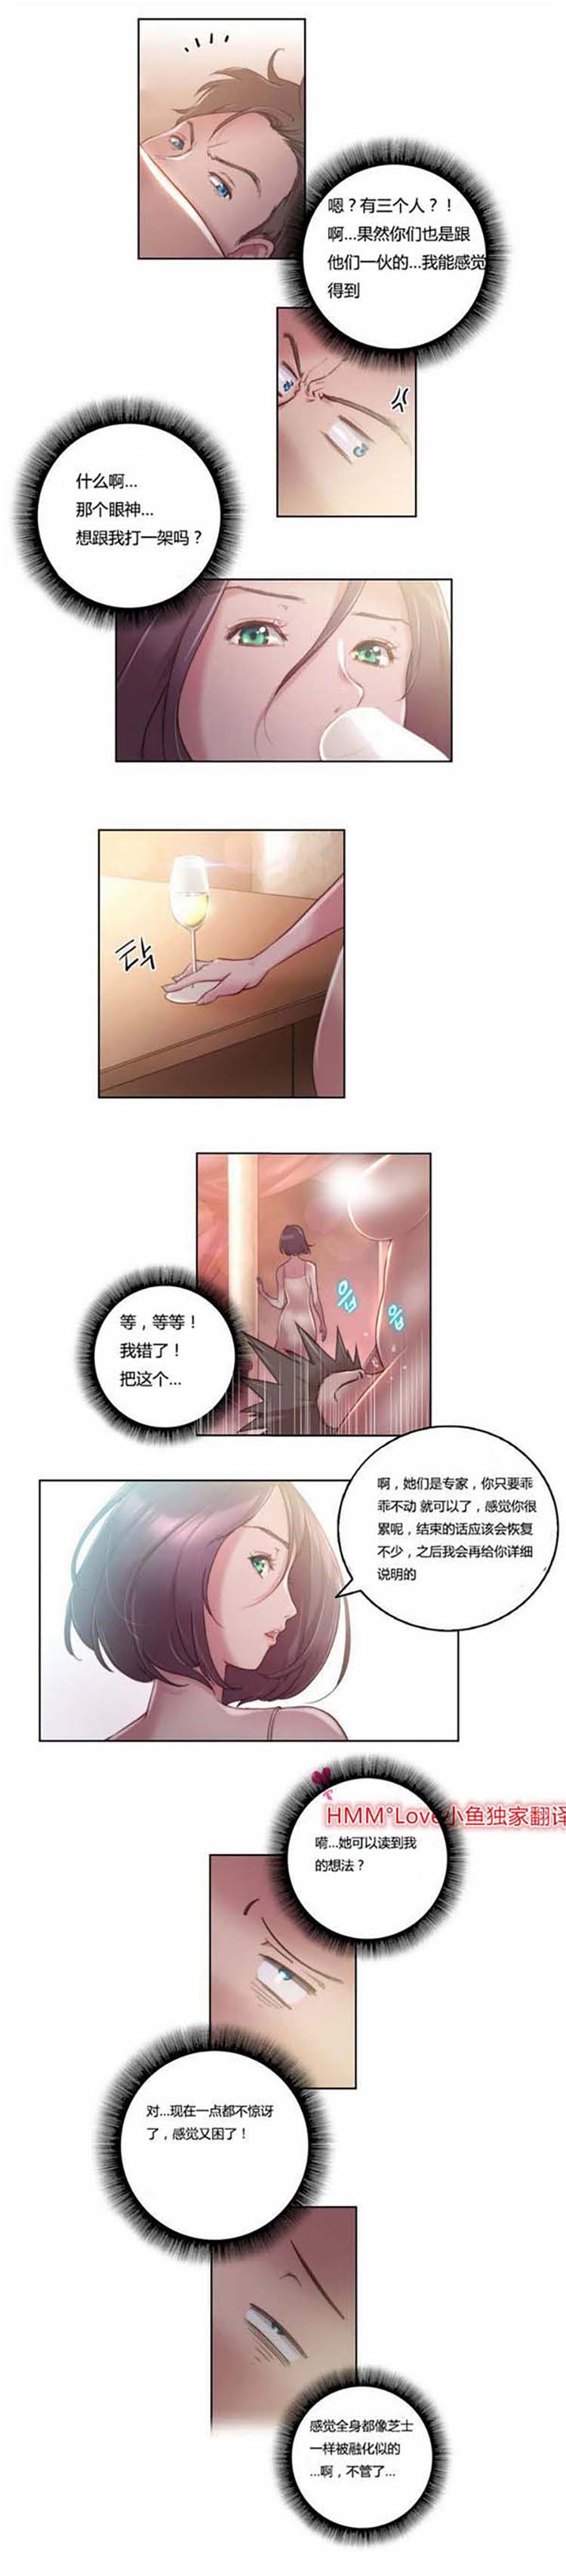 嗯？有三个人？！
啊...果然你们也是跟
他们一伙的...我能感觉
得到
什么啊...
那个眼神...
想跟我打一架吗？
탁
읍
읍
等，等等！
我错了！
把这个...
啊，她们是专家，你只要乖
乖不动 就可以了，感觉你很
累呢，结束的话应该会恢复
不少，之后我会再给你详细
说明的
HMM°Love小鱼独家翻译
嗬...她可以读到我
的想法？
对...现在一点都不惊讶
了，感觉又困了！
感觉全身都像芝士
一样被融化似的
...啊，不管了...